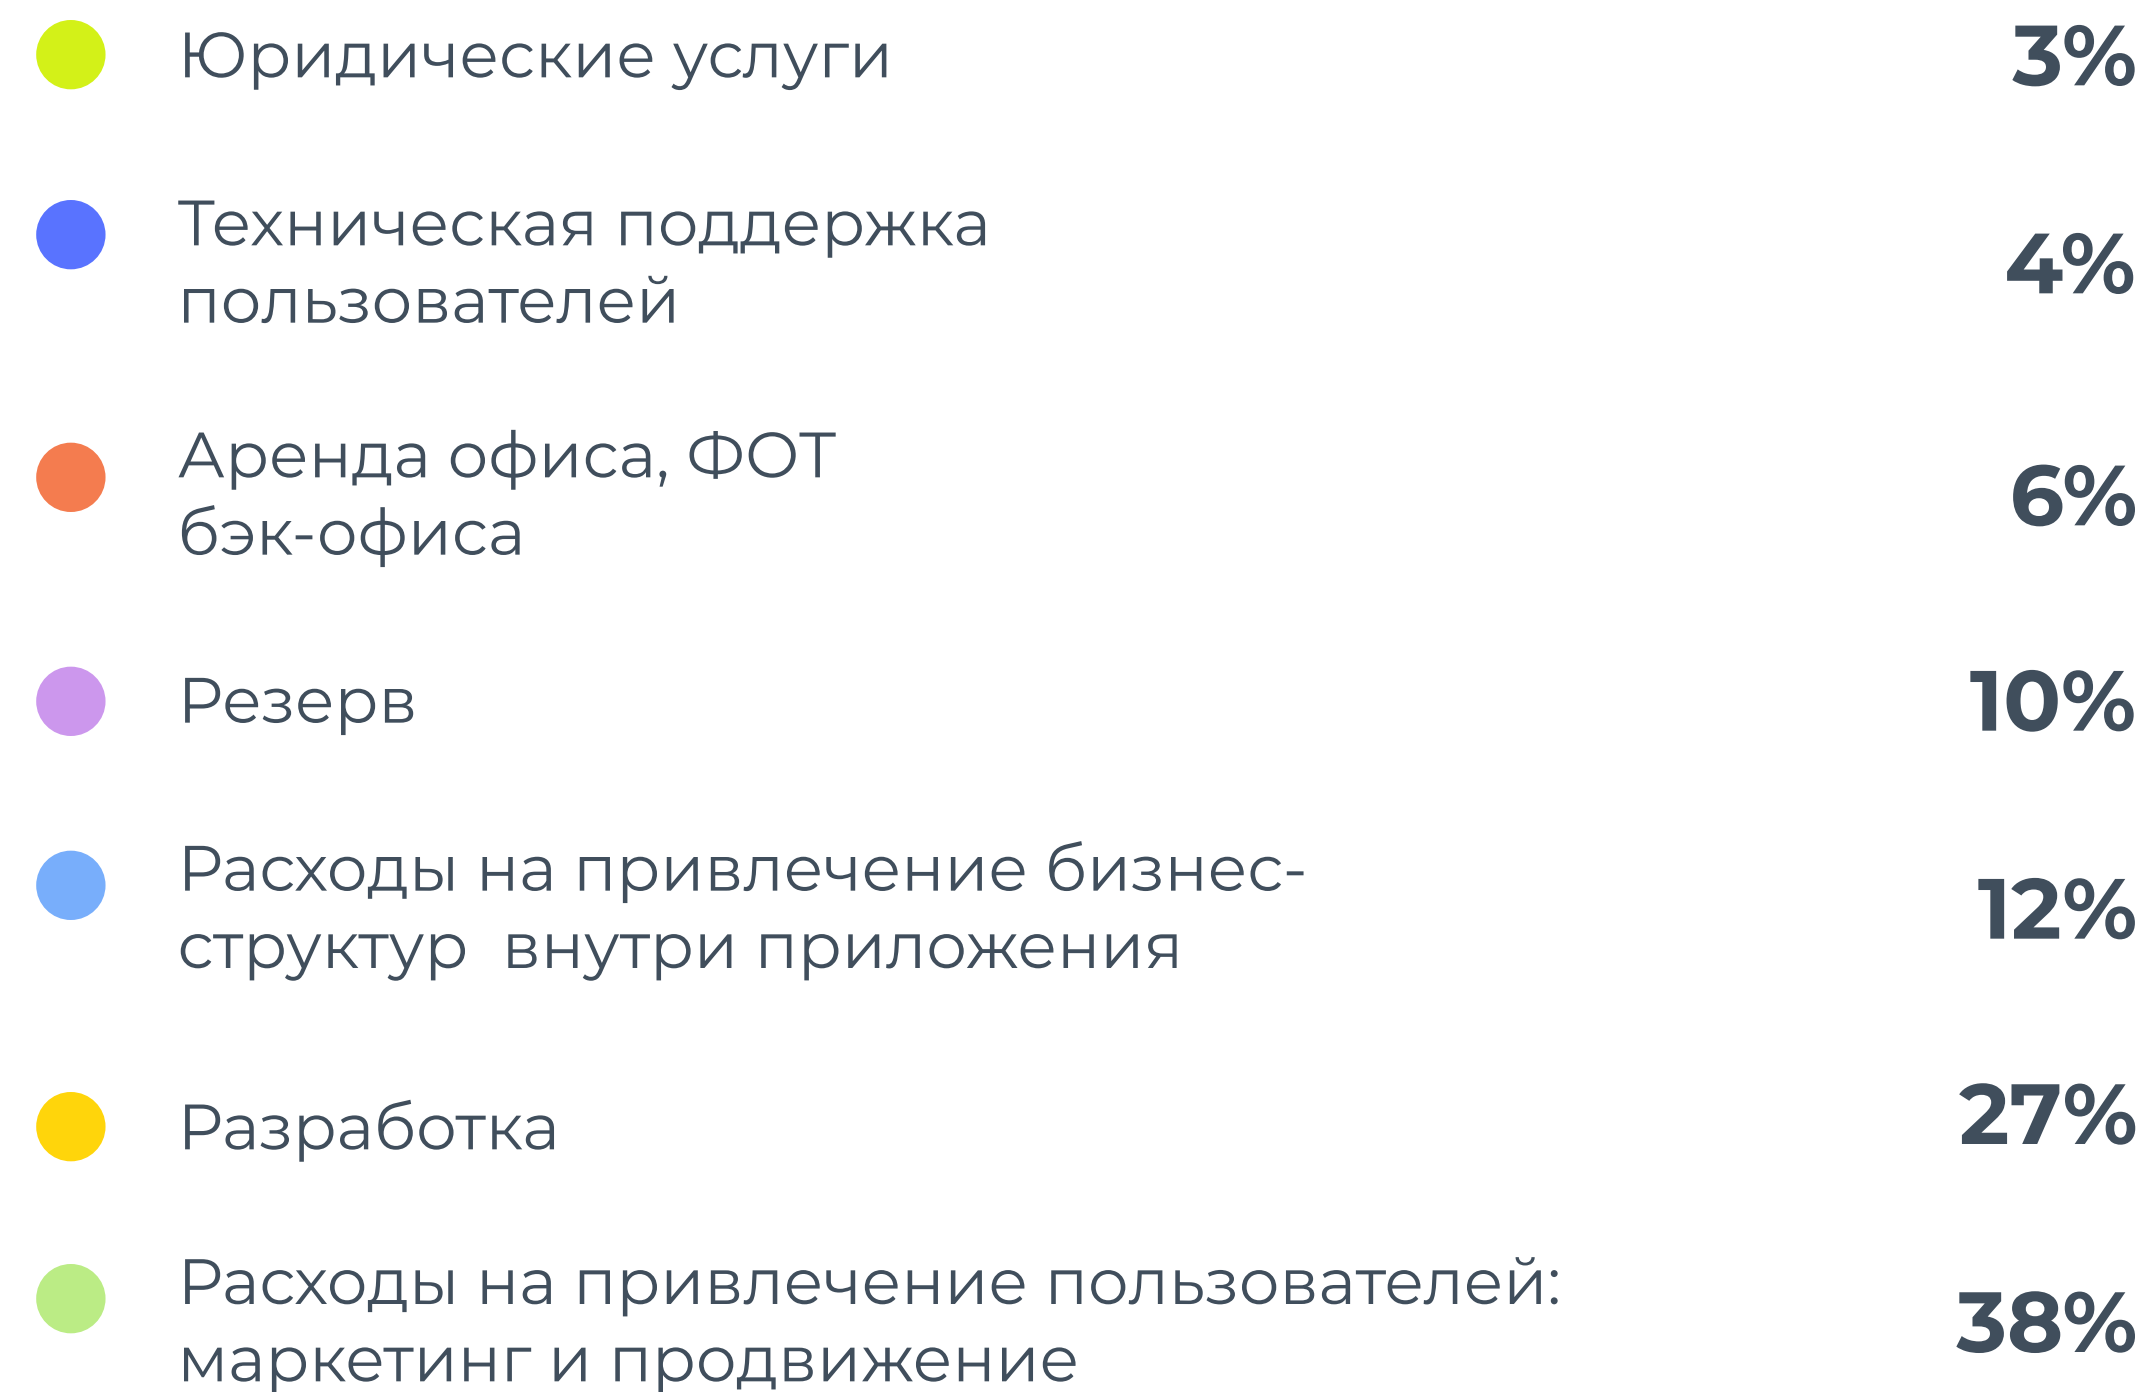 Юридические услуги 3%
Техническая поддержка
пользователей 4%
Аренда офиса, ФОТ
бэк-офиса 6%
Резерв 10%
Расходы на привлечение бизнес-
структур  внутри приложения 12%
Разработка 27%
Расходы на привлечение пользователей:
маркетинг и продвижение 38%